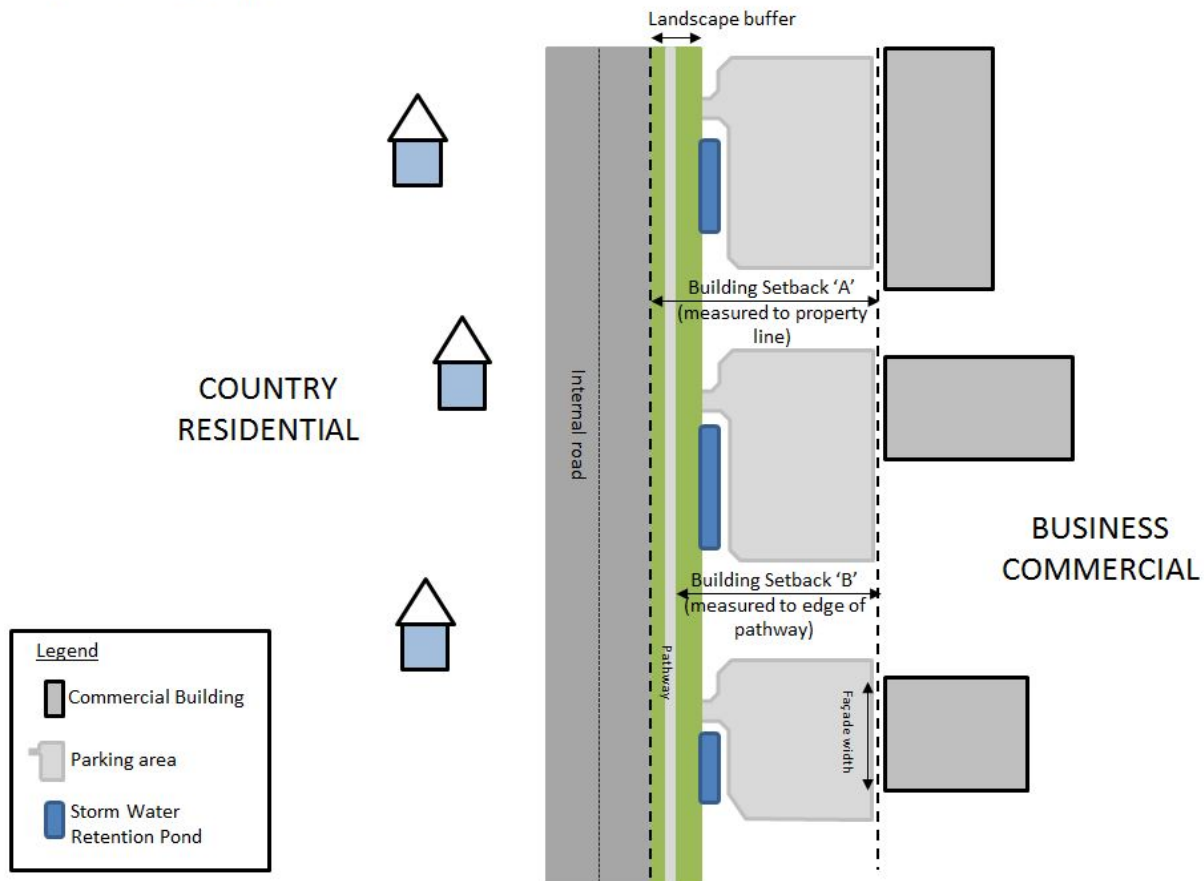 Landscape buffer
Building Setback ‘A’
(measured to property
line)
COUNTRY
RESIDENTIAL
Internal road
BUSINESS
COMMERCIAL
Building Setback ‘B’
(measured to edge of
pathway)
Pathway
Façade width
Legend
Commercial Building
Parking area
Storm Water
Retention Pond